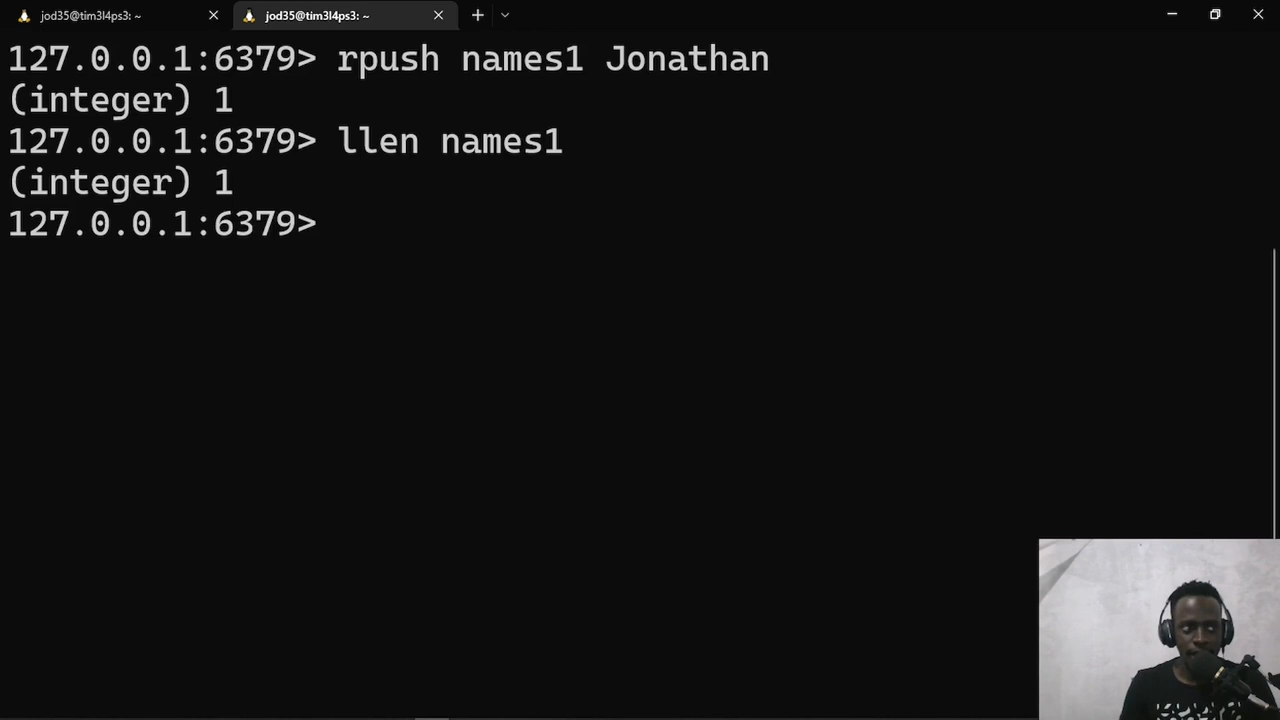 jod35@tim3l4ps3: ~
jod35@tim3l4ps3: ~
127.0.0.1:6379> rpush names1 Jonathan
(integer) 1
127.0.0.1:6379> llen names1
(integer) 1
127.0.0.1:6379>